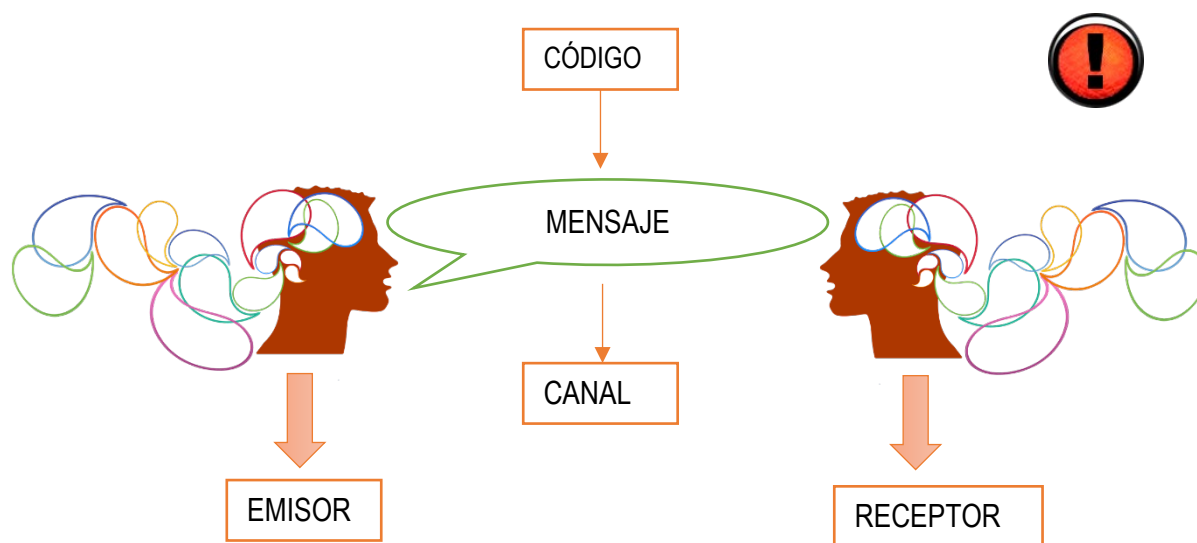 CÓDIGO
MENSAJE
CANAL
EMISOR
RECEPTOR